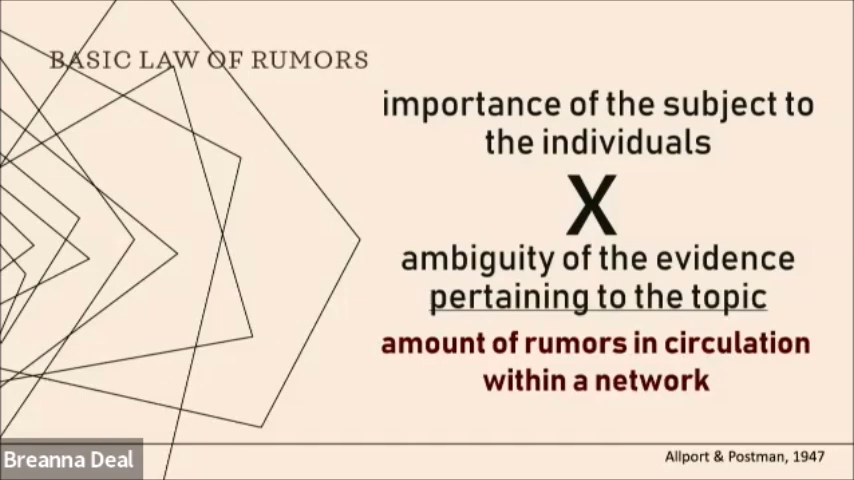 BASIC LAW OF RUMORS
importance of the subject to
the individuals
X
ambiguity of the evidence
pertaining to the topic
amount of rumors in circulation
within a network
Allport & Postman, 1947
Breanna Deal